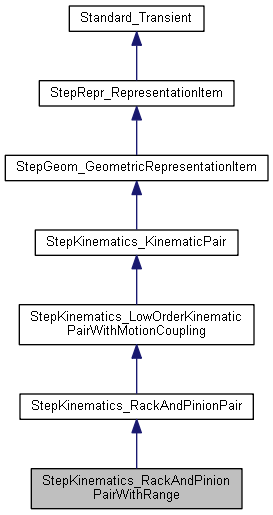 Standard_Transient
StepRepr_RepresentationItem
StepGeom_GeometricRepresentationItem
StepKinematics_KinematicPair
StepKinematics_LowOrderKinematic
PairWithMotionCoupling
StepKinematics_RackAndPinionPair
StepKinematics_RackAndPinion
PairWithRange